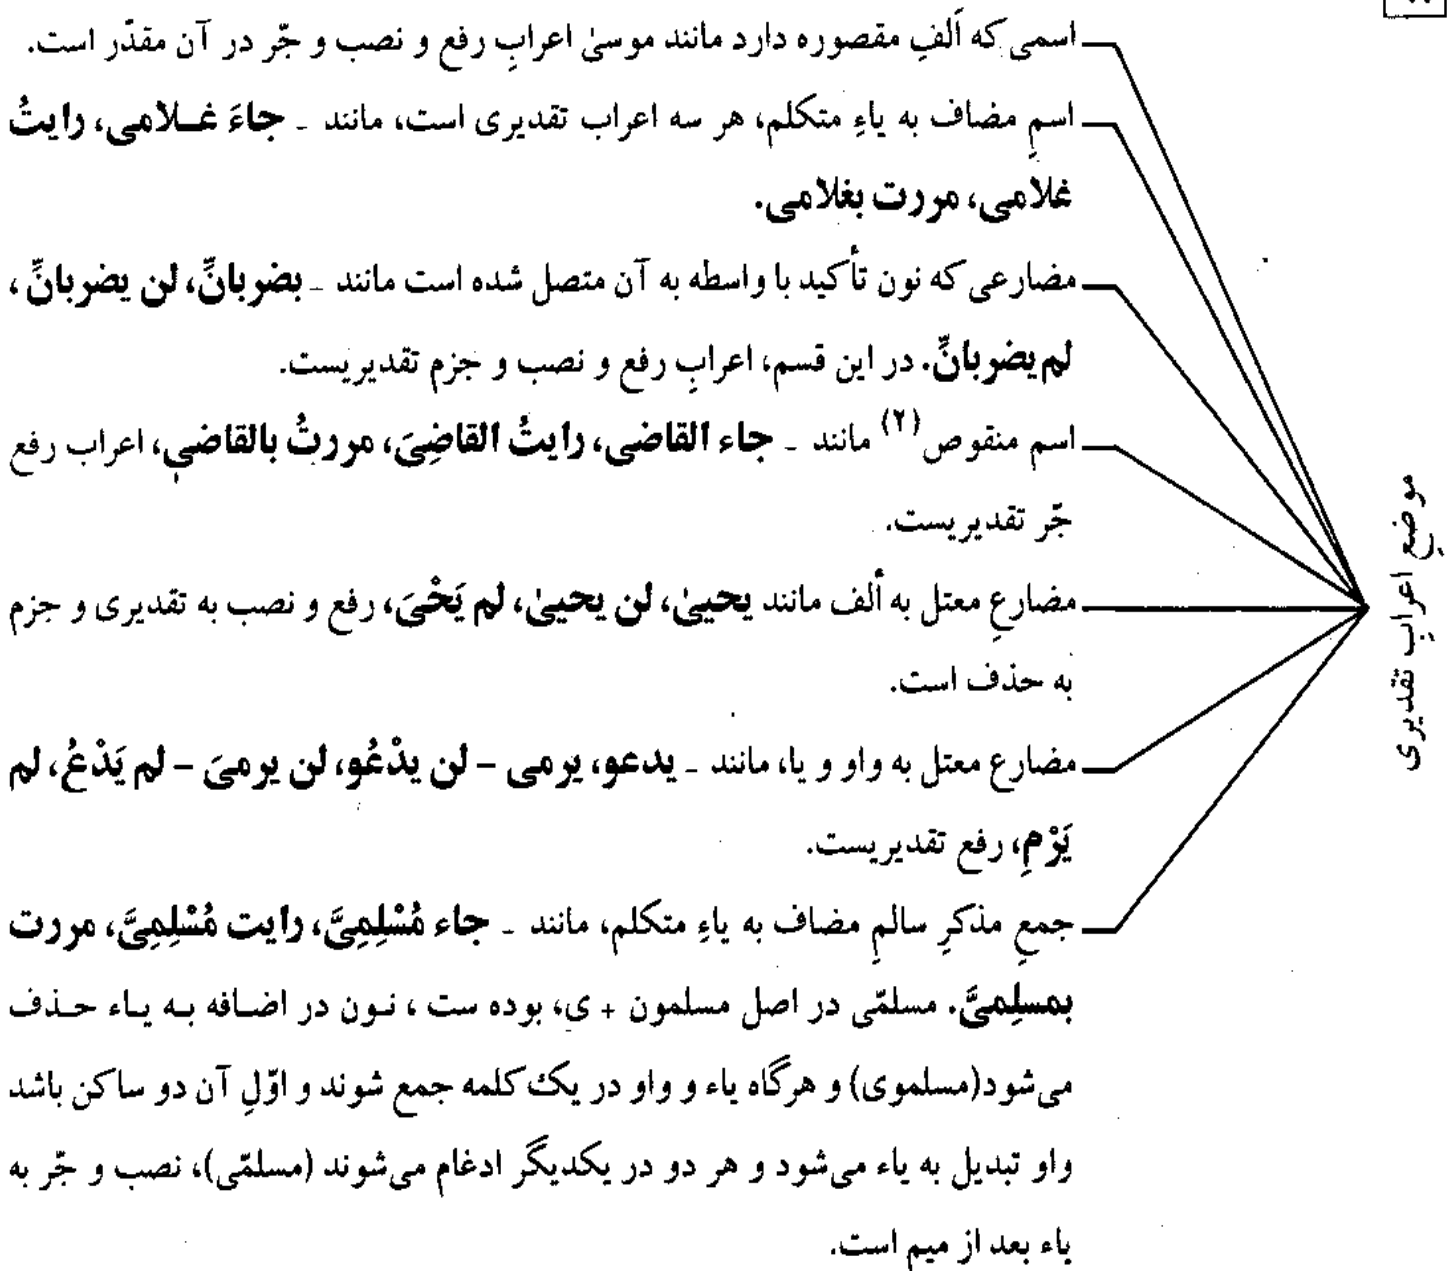 موضعِ اعرابِ تقدیری
اسمی که اَلفِ مقصوره دارد مانند موسیٰ اعرابِ رفع و نصب و جّر در آن مقدّر است.
اسمِ مضاف به یاءِ متکلم، هر سه اعراب تقدیری است، مانند ـ جاءَ غـلامی، رایتُ
غلامی، مررت بغلامی.
مضارعی که نون تأکید با واسطه به آن متصل شده است مانند ـ بضربانِّ، لن یضربانِّ،
لم یضربانِّ. در این قسم، اعرابِ رفع و نصب و جزم تقدیریست.
اسم منقوص(۲) مانند ـ جاء القاضی، رایتُ القاضِیَ، مررتُ بالقاضیِ، اعراب رفع
جّر تقدیریست.
مضارعِ معتل به ألف مانند یحییٰ، لن یحییٰ، لم یَحْیَ، رفع و نصب به تقدیری و جزم
به حذف است.
مضارع معتل به واو و یا، مانند ـ یدعو، یرمی – لن یدْعُو، لن یرمیَ – لم یَدْعُ، لم
یَرْمِ، رفع تقدیریست.
جمعِ مذکرِ سالمِ مضاف به یاءِ متکلم، مانند ـ جاء مُسْلِمِیَّ، رایت مُسْلِمِیَّ، مررت
بمسلِمیَّ. مسلمّی در اصل مسلمون + ی، بوده ست ، نـون در اضـافه بـه یـاء حـذف
می‌شود(مسلموی) و هرگاه یاء و واو در یک کلمه جمع شوند و اوّلِ آن دو ساکن باشد
واو تبدیل به یاء می‌شود و هر دو در یکدیگر ادغام می‌شوند (مسلمّی)، نصب و جّر به
یاء بعد از میم است.